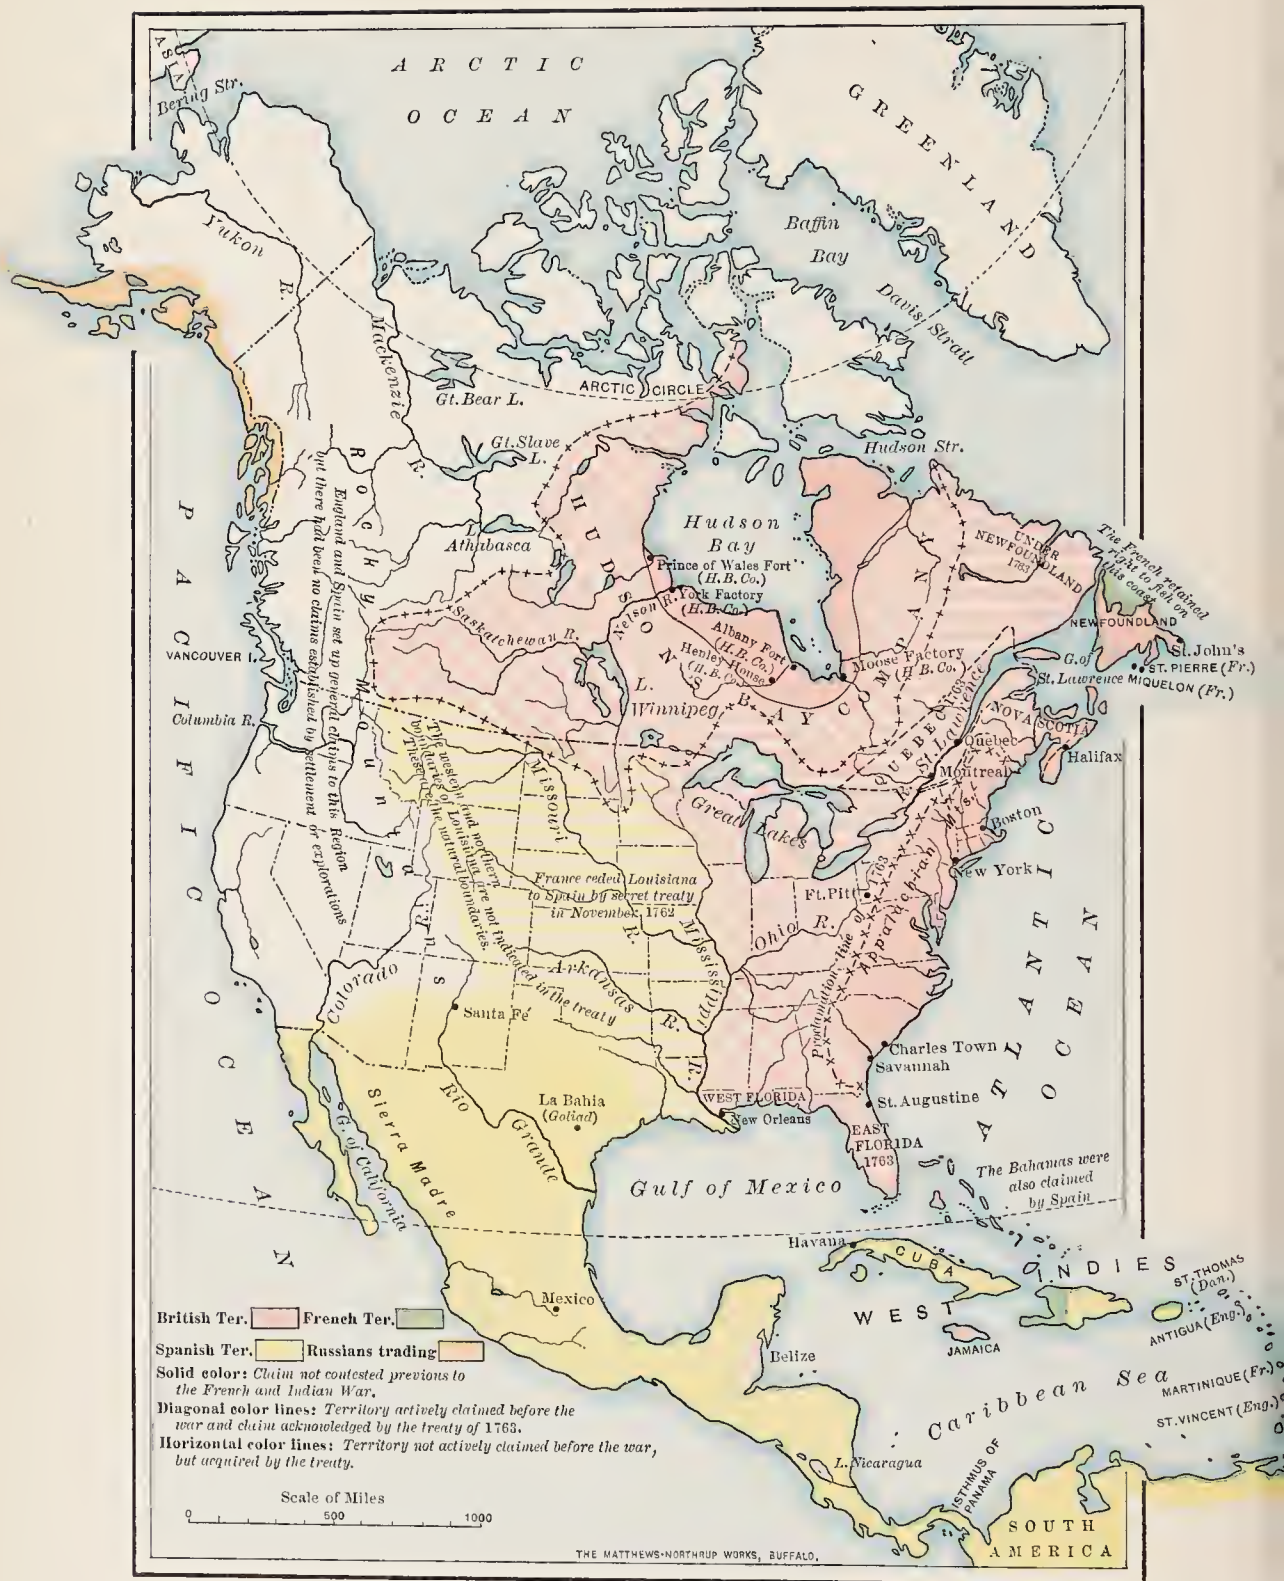 ASIA
Bering Str.
ARCTIC
OCEAN
GREENLAND
Baffin
Bay
Davis Strait
Yukon
R.
Mackenzie
R.
Gt. Bear L.
ARCTIC CIRCLE
Gt. Slave
L.
Hudson Str.
L.
Athabasca
Hudson
Bay
Prince of Wales Fort
(H. B. Co.)
York Factory
(H. B. Co.)
Nelson R.
HUDSON'S BAY COMPANY
Albany Fort
(H. B. Co.)
Henley House
(H. B. Co.)
Moose Factory
(H. B. Co.)
UNDER
NEWFOUNDLAND
1763
The French retained
right to fish on
this coast
NEWFOUNDLAND
St. John's
ST. PIERRE (Fr.)
MIQUELON (Fr.)
G. of
St. Lawrence
Saskatchewan R.
L.
Winnipeg
Rocky Mountains
England and Spain set up general claims to this Region
but there had been no claims established by settlement or explorations
PACIFIC OCEAN
VANCOUVER I.
Columbia R.
QUEBEC 1763
St. Lawrence
R.
NOVA SCOTIA
Quebec
Halifax
Montreal
Boston
New York
Great Lakes
Missouri
R.
The western and northern
boundaries of Louisiana are not indicated in the treaty
These are the natural boundaries.
France ceded Louisiana
to Spain by secret treaty
in November, 1762
Ft. Pitt
Ohio R.
Proclamation line of 1763
Appalachian Mts.
Mississippi
R.
Arkansas
R.
Colorado
Santa Fé
ATLANTIC
OCEAN
Charles Town
Savannah
St. Augustine
WEST FLORIDA
New Orleans
EAST
FLORIDA
1763
La Bahia
(Goliad)
Rio Grande
Sierra Madre
G. of California
Gulf of Mexico
The Bahamas were
also claimed
by Spain
Havana
CUBA
WEST INDIES
ST. THOMAS
(Dan.)
ANTIGUA (Eng.)
JAMAICA
Mexico
Belize
Caribbean Sea
MARTINIQUE (Fr.)
ST. VINCENT (Eng.)
L. Nicaragua
ISTHMUS OF
PANAMA
SOUTH
AMERICA
British Ter. French Ter.
Spanish Ter. Russians trading
Solid color: Claim not contested previous to
the French and Indian War.
Diagonal color lines: Territory actively claimed before the
war and claim acknowledged by the treaty of 1763.
Horizontal color lines: Territory not actively claimed before the war,
but acquired by the treaty.
Scale of Miles
0 500 1000
THE MATTHEWS-NORTHRUP WORKS, BUFFALO.